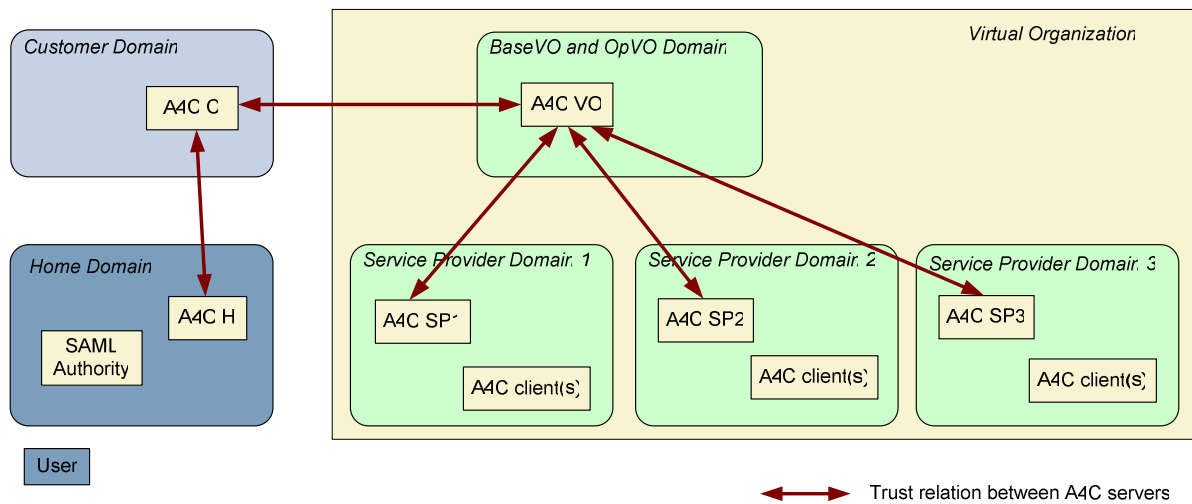 Customer Domain
A4C C
Home Domain
A4C H
SAML
Authority
User
Virtual Organization
BaseVO and OpVO Domain
A4C VO
Service Provider Domain 1
A4C SP1
A4C client(s)
Service Provider Domain 2
A4C SP2
A4C client(s)
Service Provider Domain 3
A4C SP3
A4C client(s)
Trust relation between A4C servers